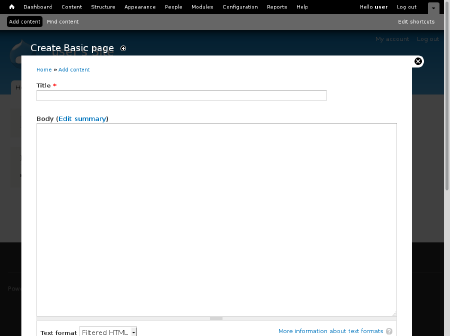 Dashboard Content Structure Appearance People Modules Configuration Reports Help Hello user Log out
Add content Find content Edit shortcuts
My account Log out
Create Basic page
Home » Add content
Title *
Body (Edit summary)
Text format Filtered HTML More information about text formats